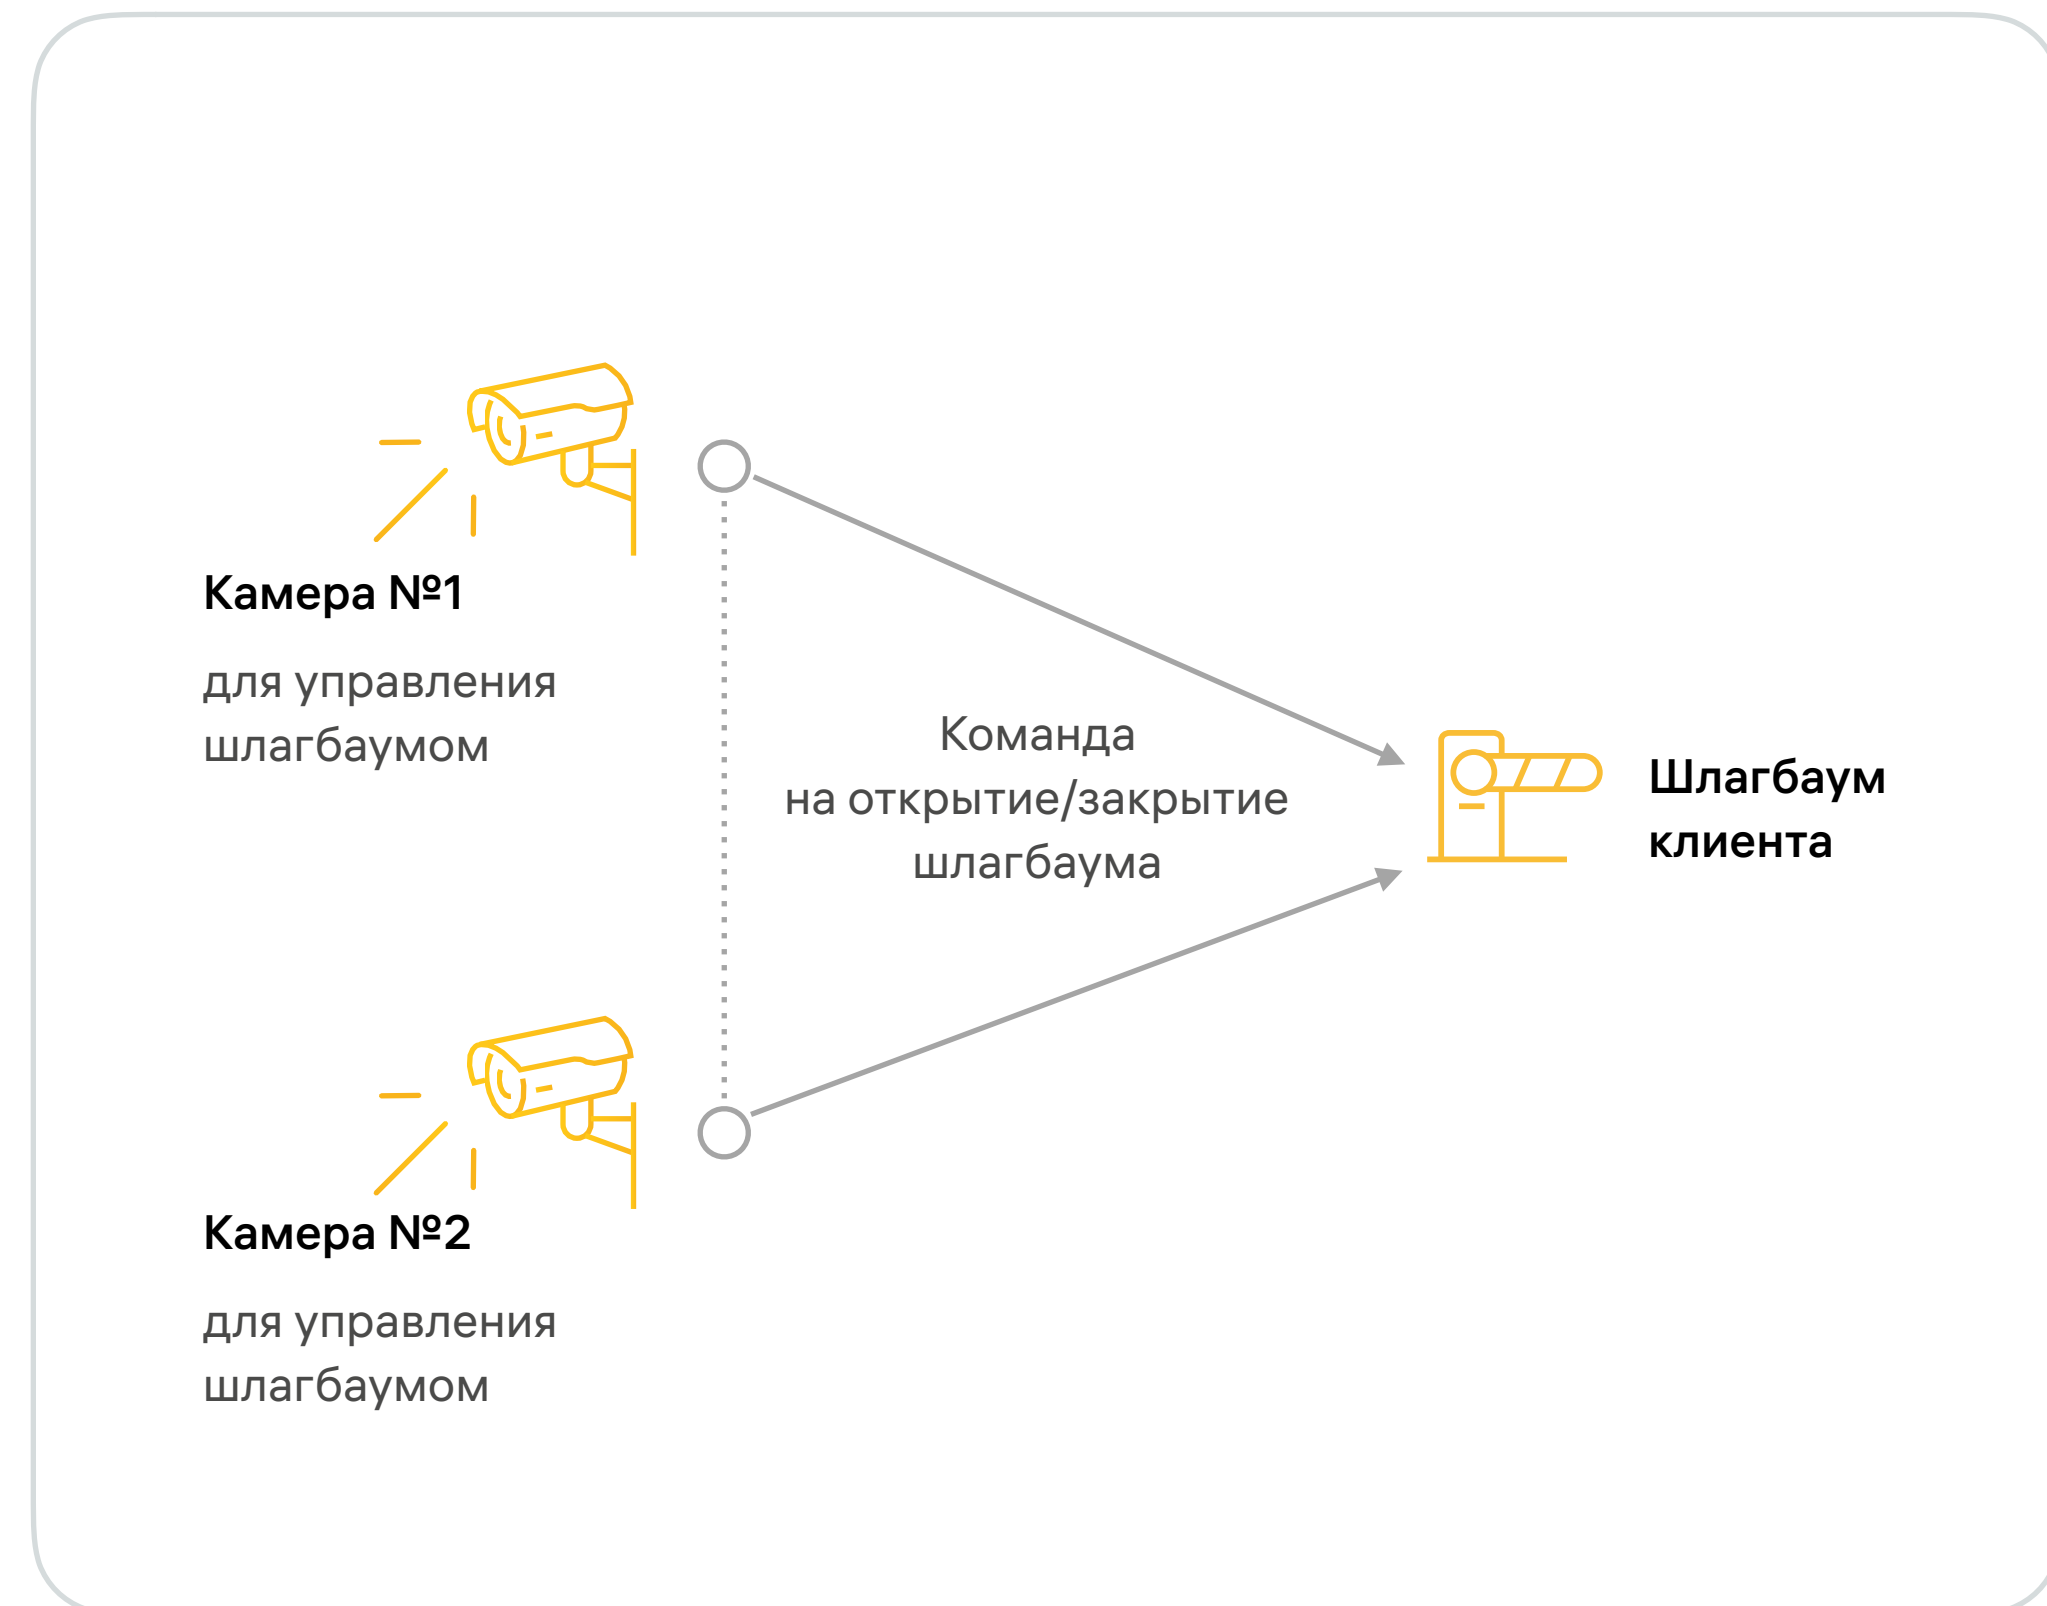 Камера №1
для управления
шлагбаумом
Команда
на открытие/закрытие
шлагбаума
Шлагбаум
клиента
Камера №2
для управления
шлагбаумом